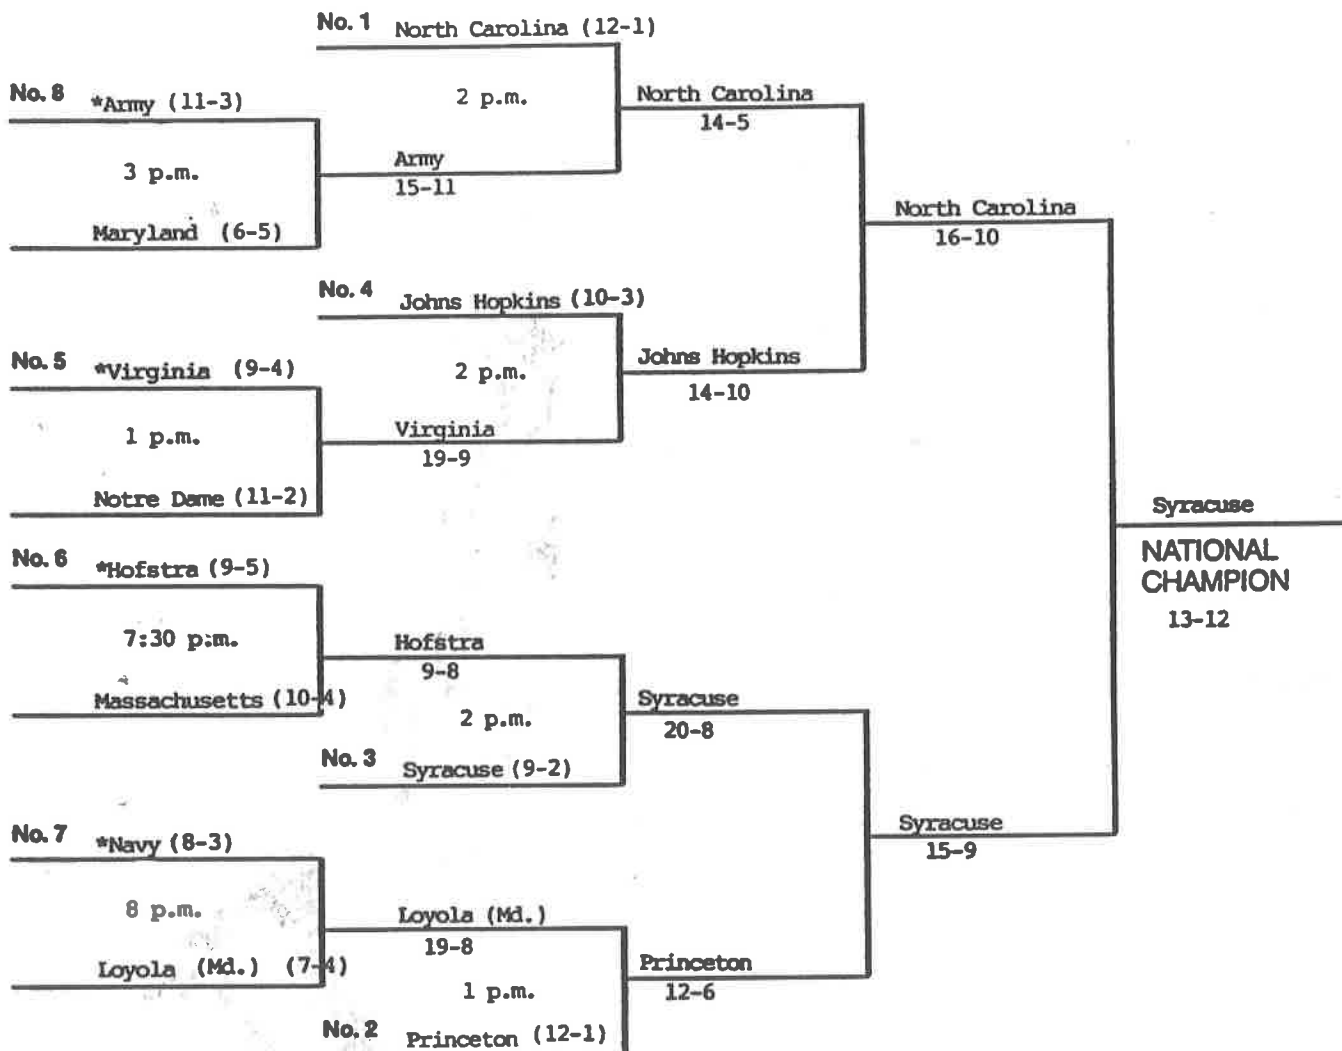 No. 1 North Carolina (12-1)
No. 8 *Army (11-3)
2 p.m.
North Carolina
14-5
3 p.m.
Army
15-11
Maryland (6-5)
North Carolina
16-10
No. 4 Johns Hopkins (10-3)
No. 5 *Virginia (9-4)
2 p.m.
Johns Hopkins
14-10
1 p.m.
Virginia
19-9
Notre Dame (11-2)
Syracuse
NATIONAL
CHAMPION
13-12
No. 6 *Hofstra (9-5)
7:30 p.m.
Hofstra
9-8
Massachusetts (10-4)
2 p.m.
Syracuse
20-8
No. 3 Syracuse (9-2)
No. 7 *Navy (8-3)
Syracuse
15-9
8 p.m.
Loyola (Md.)
19-8
Loyola (Md.) (7-4)
1 p.m.
Princeton
12-6
No. 2 Princeton (12-1)